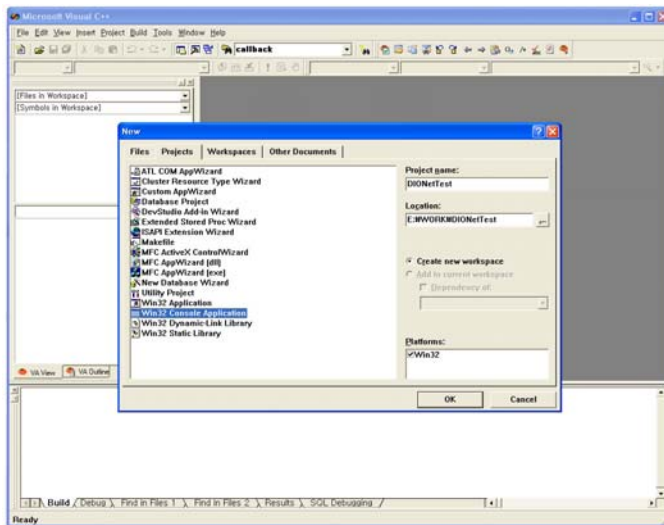 Microsoft Visual C++
File Edit View Insert Project Build Tools Window Help
callback
[Files in Workspace]
[Symbols in Workspace]
New
Files Projects Workspaces Other Documents
ATL COM AppWizard
Cluster Resource Type Wizard
Custom AppWizard
Database Project
DevStudio Add-in Wizard
Extended Stored Proc Wizard
ISAPI Extension Wizard
Makefile
MFC ActiveX ControlWizard
MFC AppWizard [dll]
MFC AppWizard [exe]
New Database Wizard
Utility Project
Win32 Application
Win32 Console Application
Win32 Dynamic-Link Library
Win32 Static Library
Project name:
DIONetTest
Location:
E:₩WORK₩DIONetTest
...
Create new workspace
Add to current workspace
Dependency of:
Platforms:
Win32
OK Cancel
VA View VA Outline
Build Debug Find in Files 1 Find in Files 2 Results SQL Debugging
Ready